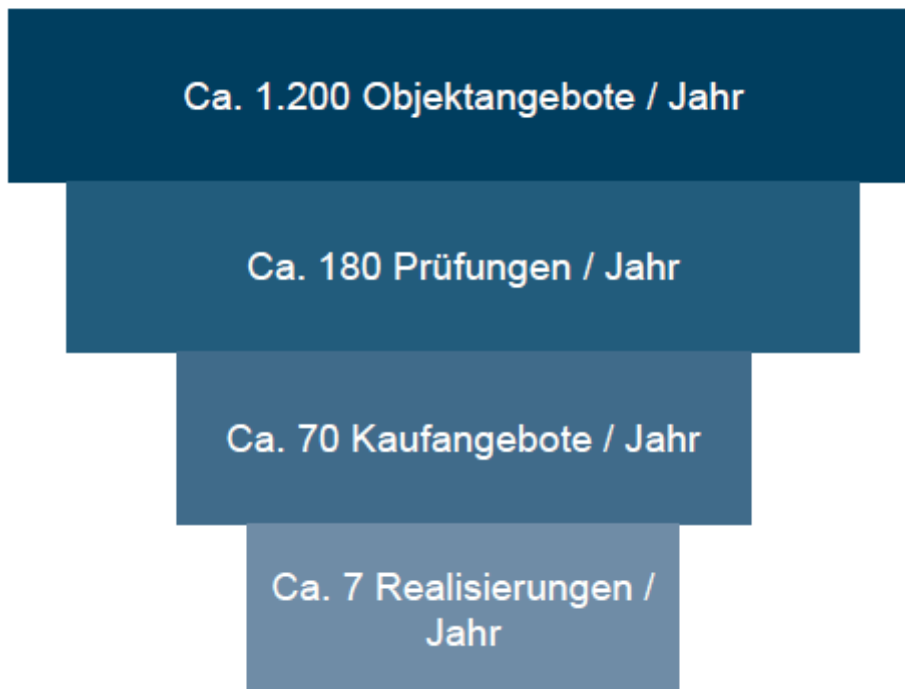 Ca. 1.200 Objektangebote / Jahr
Ca. 180 Prüfungen / Jahr
Ca. 70 Kaufangebote / Jahr
Ca. 7 Realisierungen /
Jahr